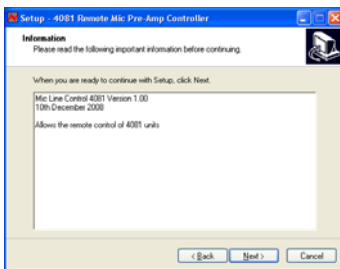 Setup - 4081 Remote Mic Pre-Amp Controller
Information
Please read the following important information before continuing.
When you are ready to continue with Setup, click Next.
Mic Line Control 4081 Version 1.00
10th December 2008
Allows the remote control of 4081 units
< Back
Next >
Cancel